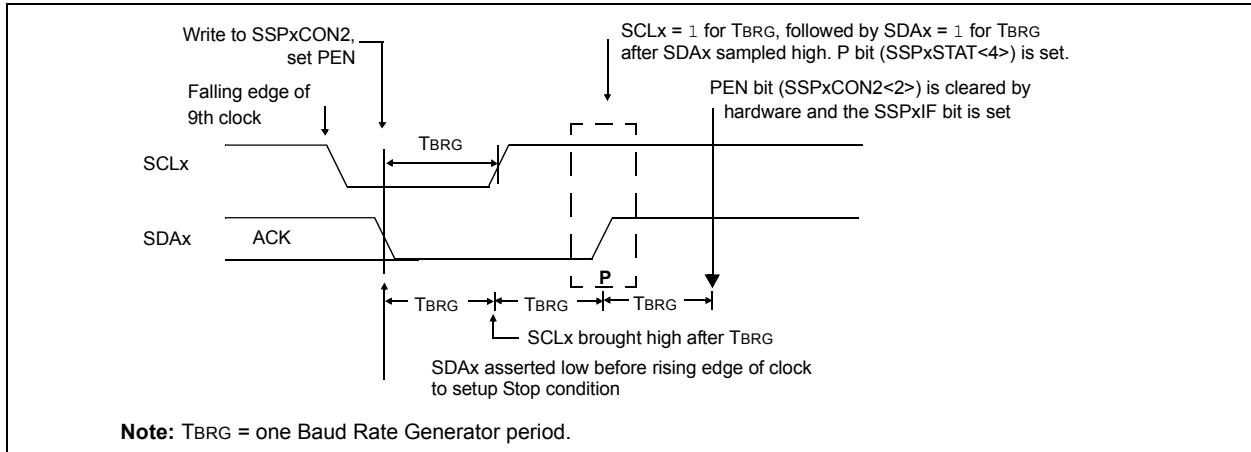 Write to SSPxCON2,
set PEN
SCLx = 1 for TBRG, followed by SDAx = 1 for TBRG
after SDAx sampled high. P bit (SSPxSTAT<4>) is set.
Falling edge of
9th clock
PEN bit (SSPxCON2<2>) is cleared by
hardware and the SSPxIF bit is set
TBRG
SCLx
SDAx
ACK
P
TBRG
TBRG
TBRG
SCLx brought high after TBRG
SDAx asserted low before rising edge of clock
to setup Stop condition
Note: TBRG = one Baud Rate Generator period.